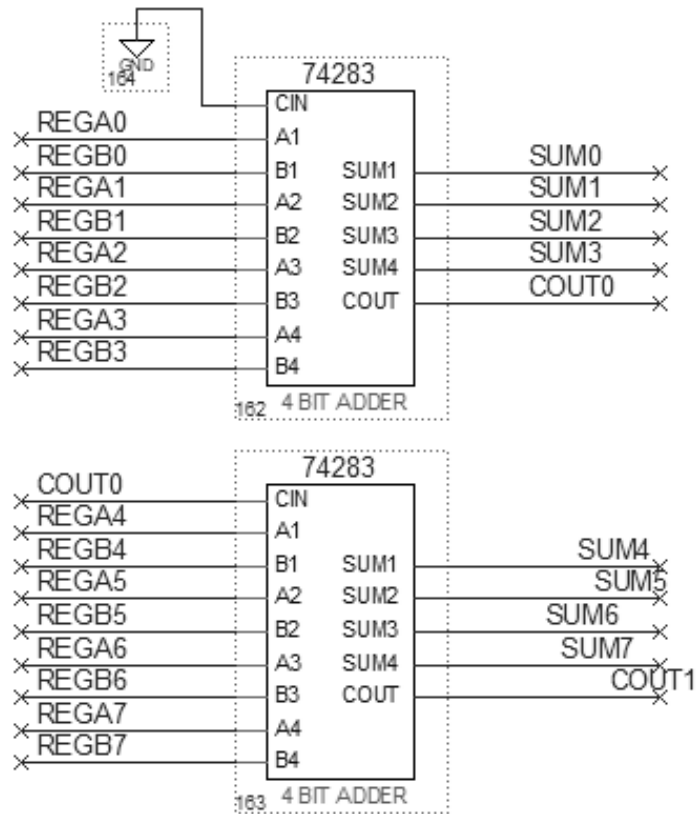 GND
164
74283
CIN
REGA0 A1
REGB0 B1 SUM1 SUM0
REGA1 A2 SUM2 SUM1
REGB1 B2 SUM3 SUM2
REGA2 A3 SUM4 SUM3
REGB2 B3 COUT COUT0
REGA3 A4
REGB3 B4
162 4 BIT ADDER
74283
COUT0 CIN
REGA4 A1
REGB4 B1 SUM1 SUM4
REGA5 A2 SUM2 SUM5
REGB5 B2 SUM3 SUM6
REGA6 A3 SUM4 SUM7
REGB6 B3 COUT COUT1
REGA7 A4
REGB7 B4
163 4 BIT ADDER